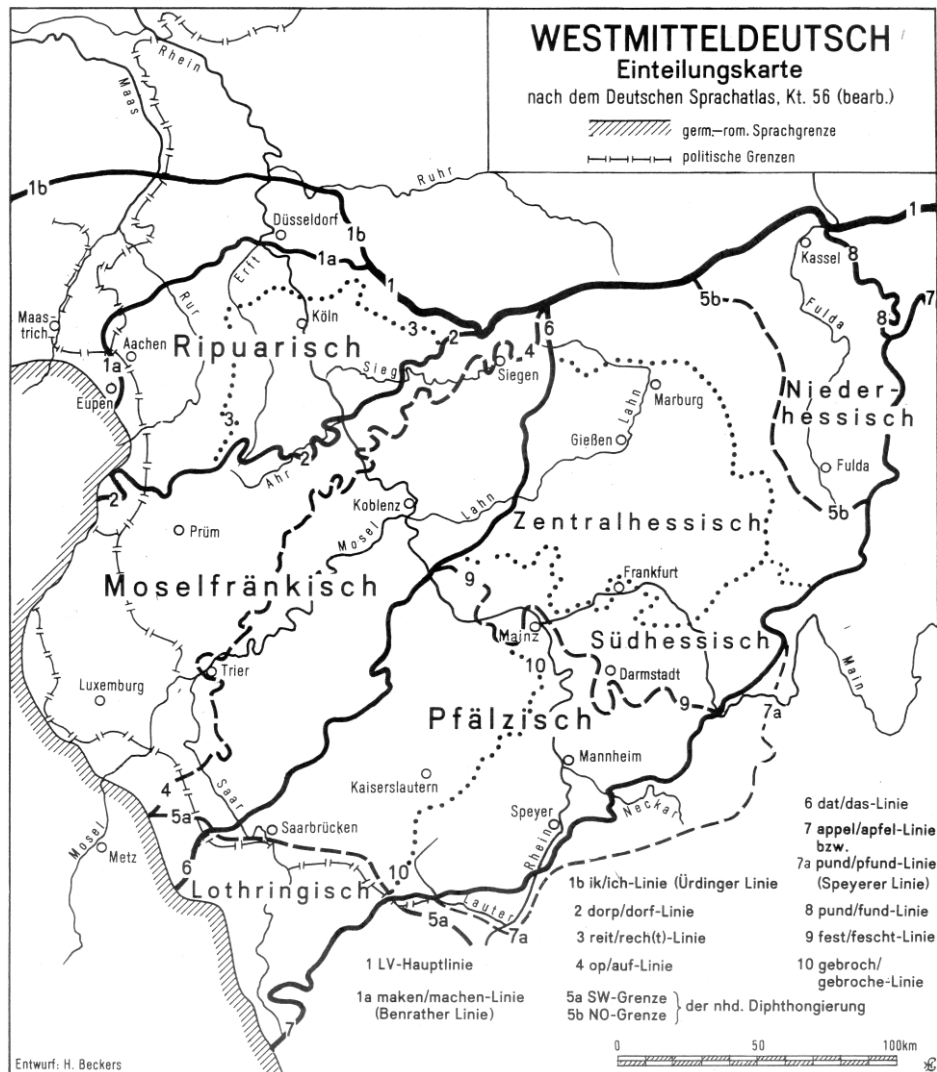 WESTMITTELDEUTSCH
Einteilungskarte
nach dem Deutschen Sprachatlas, Kt. 56 (bearb.)
germ.–rom. Sprachgrenze
politische Grenzen
Rhein
Maas
Ruhr
1b
1
Düsseldorf
1b
Kassel
8
1a
Erft
1
5b
7
Rur
Fulda
Maas-
trich
Köln
3
2
6
8
Aachen
Ripuarisch
4
1a
Sieg
Siegen
Eupen
Marburg
Nieder-
hessisch
Lahn
3
Gießen
2
Ahr
Fulda
2
Koblenz
Lahn
5b
Prüm
Mosel
Zentralhessisch
Moselfränkisch
9
Frankfurt
Mainz
Südhessisch
Trier
10
Darmstadt
Main
Luxemburg
9
7a
Pfälzisch
Mannheim
4
Saar
Kaiserslautern
5a
Saarbrücken
Speyer
Neckar
Mosel
Metz
Rhein
6
10
Lothringisch
Lauter
5a
7a
7
1 LV-Hauptlinie
1a maken/machen-Linie
(Benrather Linie)
1b ik/ich-Linie (Ürdinger Linie
2 dorp/dorf-Linie
3 reit/rech(t)-Linie
4 op/auf-Linie
5a SW-Grenze
5b NO-Grenze
der nhd. Diphthongierung
6 dat/das-Linie
7 appel/apfel-Linie
bzw.
7a pund/pfund-Linie
(Speyerer Linie)
8 pund/fund-Linie
9 fest/fescht-Linie
10 gebroch/
gebroche-Linie
0 50 100km
Entwurf: H. Beckers